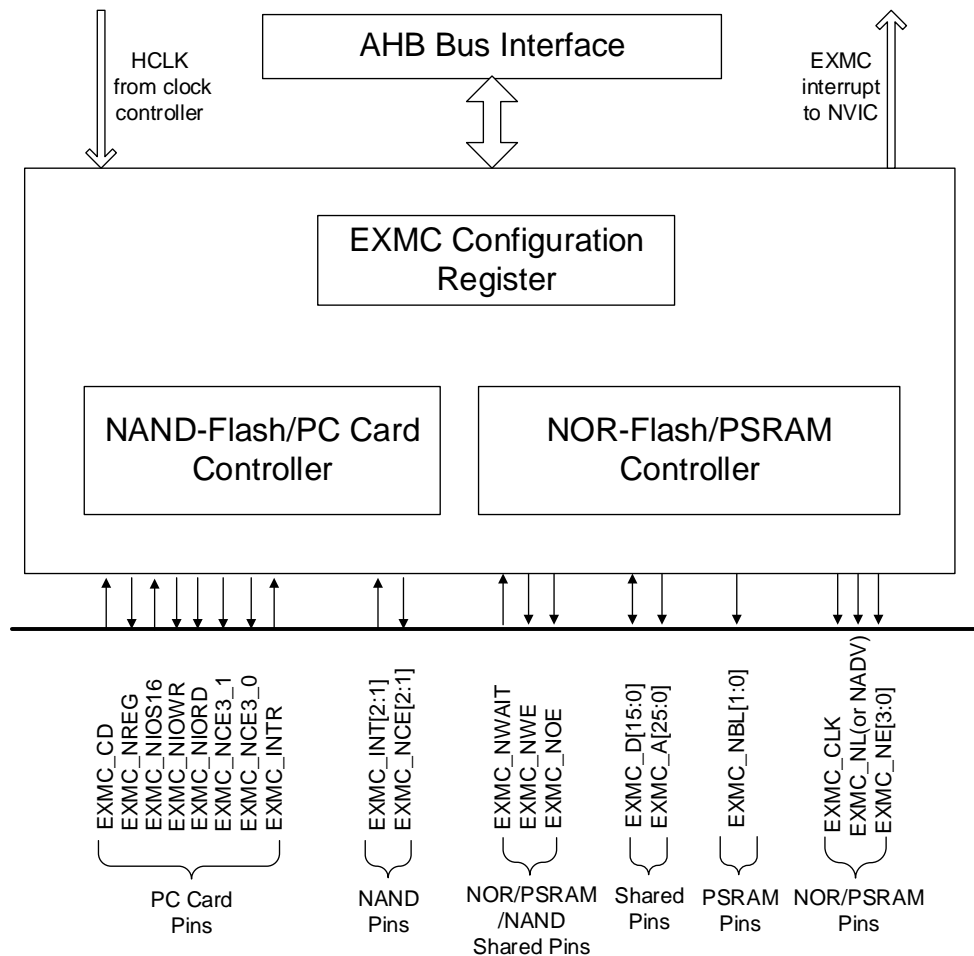 HCLK
from clock
controller
AHB Bus Interface
EXMC
interrupt
to NVIC
EXMC Configuration
Register
NAND-Flash/PC Card
Controller
NOR-Flash/PSRAM
Controller
EXMC_CD
EXMC_NREG
EXMC_NIOS16
EXMC_NIOWR
EXMC_NIORD
EXMC_NCE3_1
EXMC_NCE3_0
EXMC_INTR
EXMC_INT[2:1]
EXMC_NCE[2:1]
EXMC_NWAIT
EXMC_NWE
EXMC_NOE
EXMC_D[15:0]
EXMC_A[25:0]
EXMC_NBL[1:0]
EXMC_CLK
EXMC_NL(or NADV)
EXMC_NE[3:0]
PC Card
Pins
NAND
Pins
NOR/PSRAM
/NAND
Shared Pins
Shared
Pins
PSRAM
Pins
NOR/PSRAM
Pins